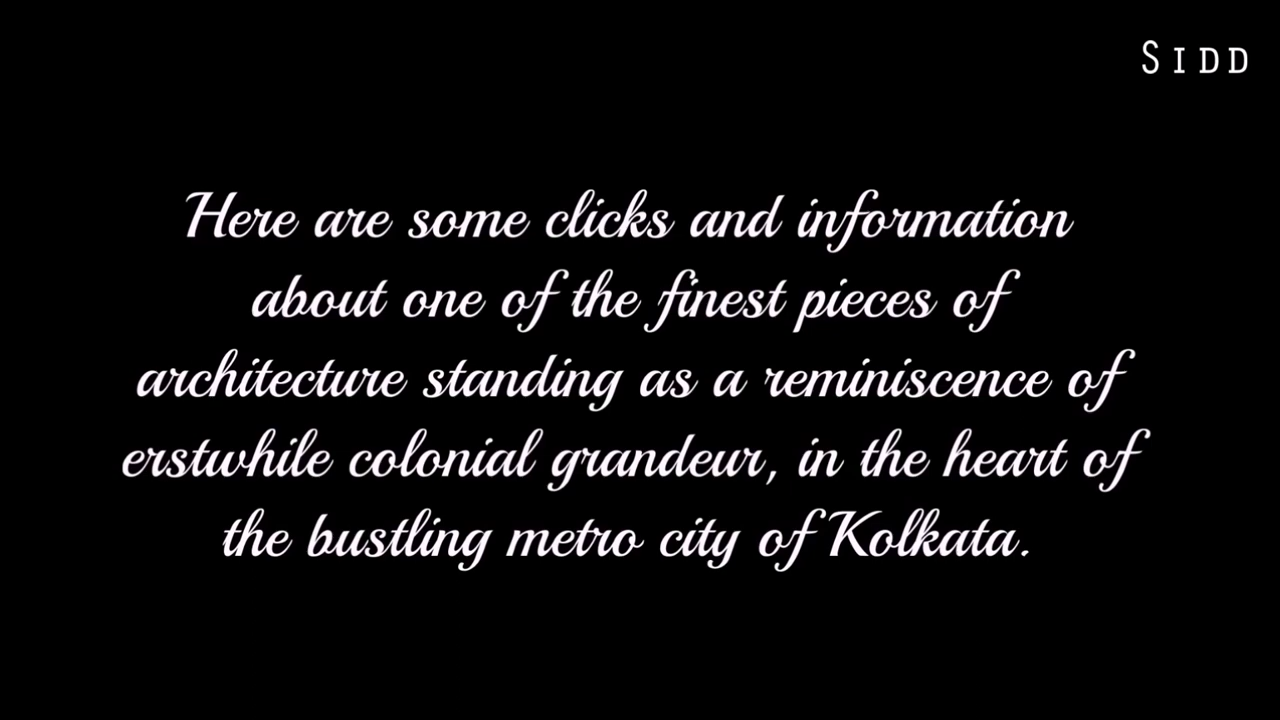 SIDD
Here are some clicks and information
about one of the finest pieces of
architecture standing as a reminiscence of
erstwhile colonial grandeur, in the heart of
the bustling metro city of Kolkata.